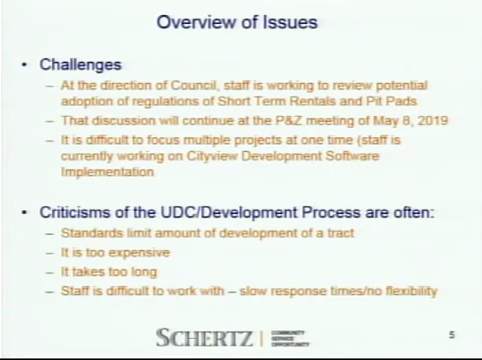 Overview of Issues
• Challenges
– At the direction of Council, staff is working to review potential
adoption of regulations of Short Term Rentals and Pit Pads
– That discussion will continue at the P&Z meeting of May 8, 2019
– It is difficult to focus multiple projects at one time (staff is
currently working on Cityview Development Software
Implementation
• Criticisms of the UDC/Development Process are often:
– Standards limit amount of development of a tract
– It is too expensive
– It takes too long
– Staff is difficult to work with – slow response times/no flexibility
SCHERTZ
COMMUNITY
SERVICE
OPPORTUNITY
5